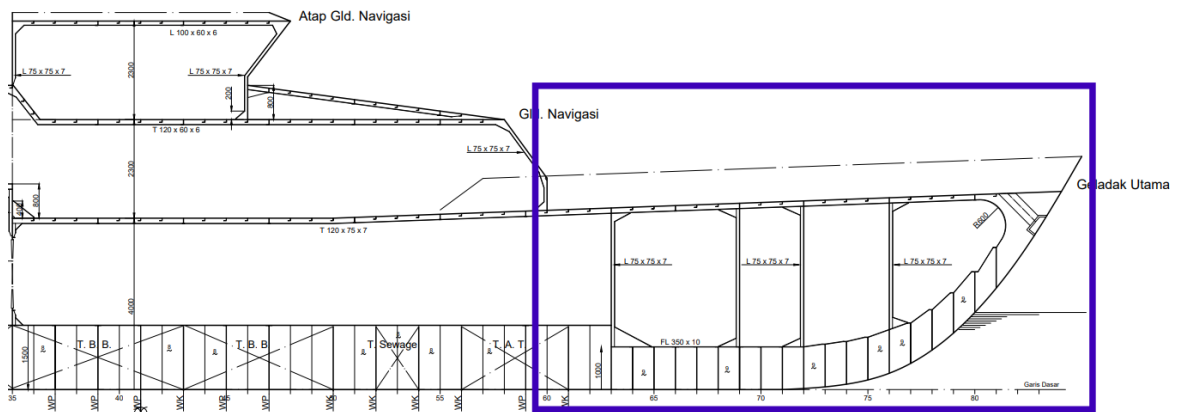 Atap Gld. Navigasi
L 100 x 60 x 6
L 75 x 75 x 7
L 75 x 75 x 7
2300
200
800
Gld. Navigasi
T 120 x 60 x 6
L 75 x 75 x 7
2300
800
Geladak Utama
T 120 x 75 x 7
R600
L 75 x 75 x 7
L 75 x 75 x 7
L 75 x 75 x 7
4000
T. B. B.
T. B. B
T. Sewage
T. A. T.
FL 350 x 10
1500
1000
Garis Dasar
35 40 45 50 55 60 65 70 75 80
WP WP WP WK WP WK WK WK WP WK